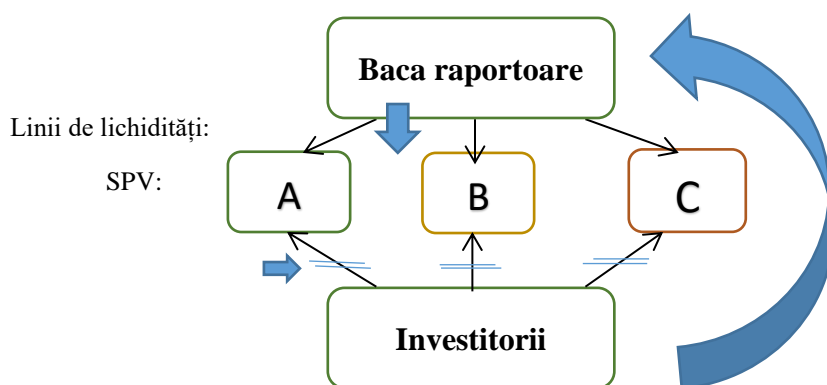 Baca raportoare
Linii de lichidități:
SPV:
A
B
C
Investitorii